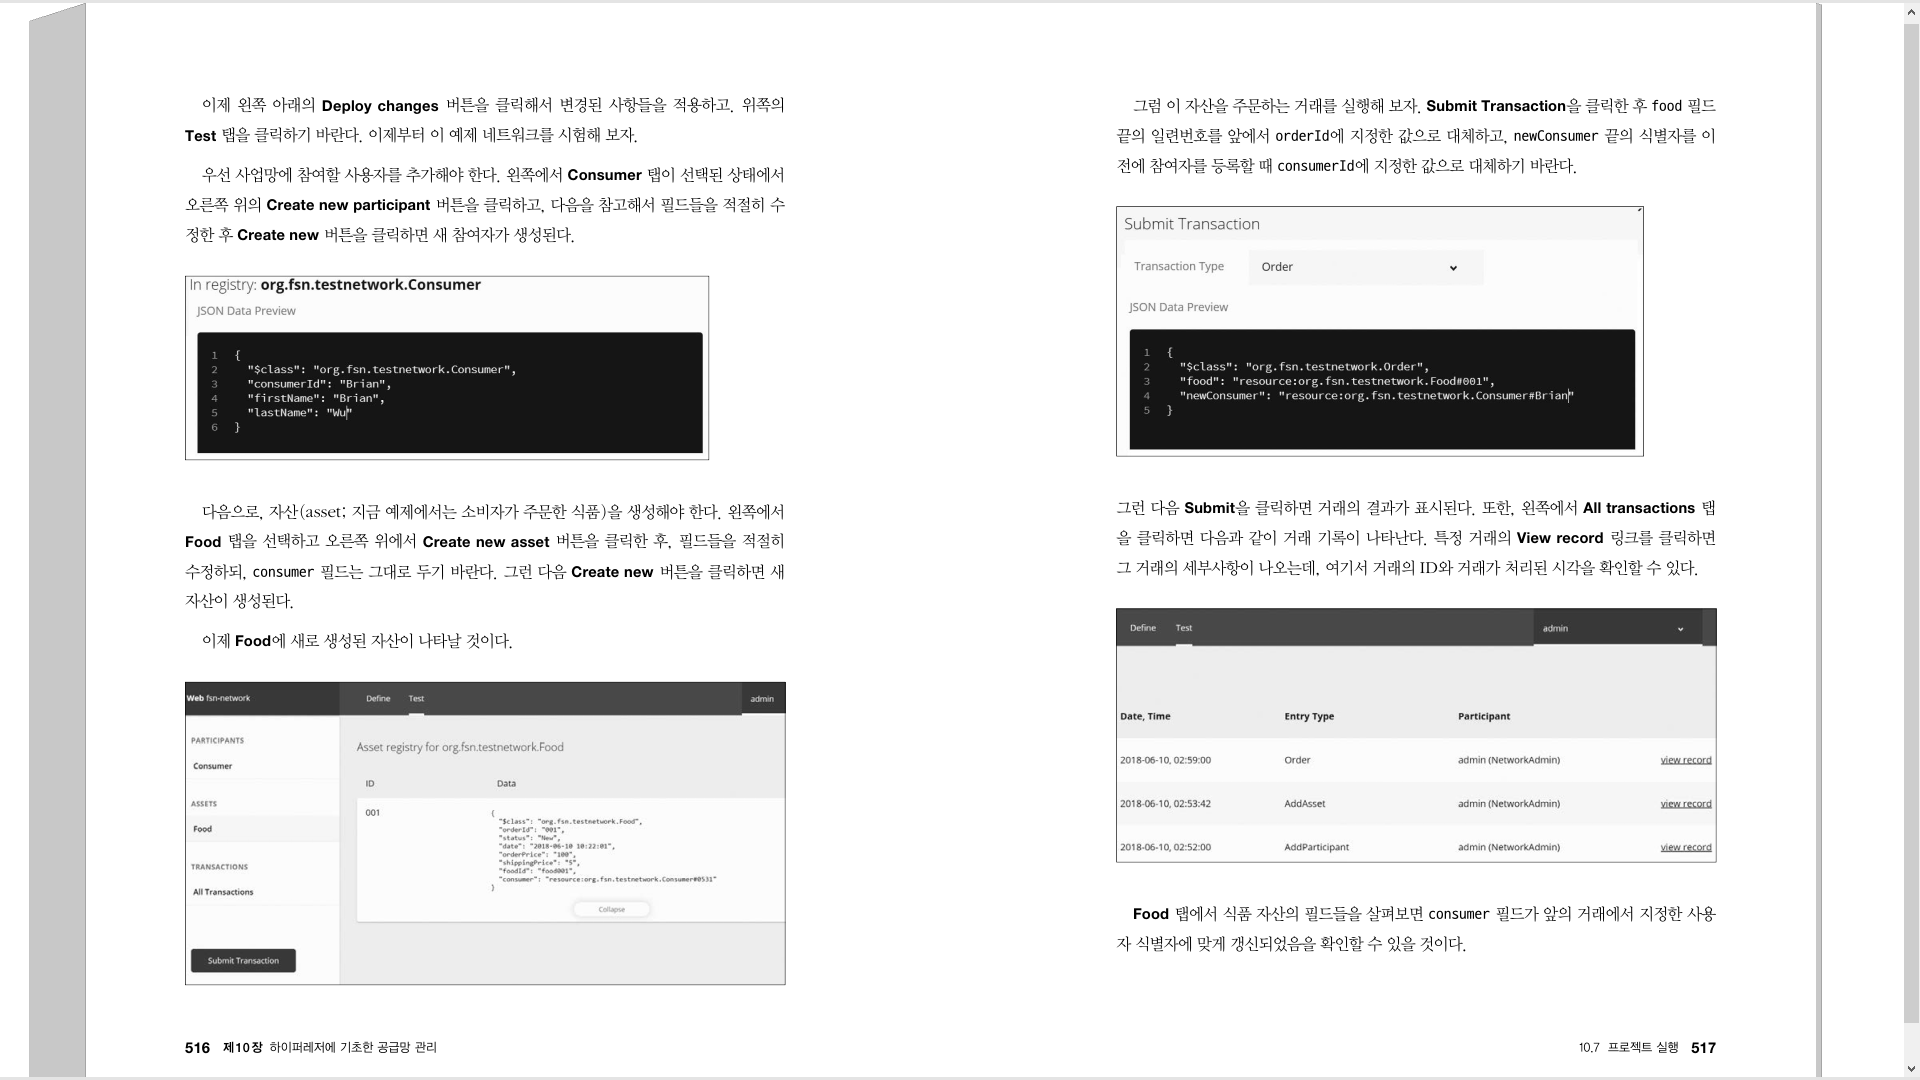 이제 왼쪽 아래의 Deploy changes 버튼을 클릭해서 변경된 사항들을 적용하고, 위쪽의
Test 탭을 클릭하기 바란다. 이제부터 이 예제 네트워크를 시험해 보자.
우선 사업망에 참여할 사용자를 추가해야 한다. 왼쪽에서 Consumer 탭이 선택된 상태에서
오른쪽 위의 Create new participant 버튼을 클릭하고, 다음을 참고해서 필드들을 적절히 수
정한 후 Create new 버튼을 클릭하면 새 참여자가 생성된다.
In registry: org.fsn.testnetwork.Consumer
JSON Data Preview
1 {
2 "$class": "org.fsn.testnetwork.Consumer",
3 "consumerId": "Brian",
4 "firstName": "Brian",
5 "lastName": "Wu"
6 }
다음으로, 자산(asset; 지금 예제에서는 소비자가 주문한 식품)을 생성해야 한다. 왼쪽에서
Food 탭을 선택하고 오른쪽 위에서 Create new asset 버튼을 클릭한 후, 필드들을 적절히
수정하되, consumer 필드는 그대로 두기 바란다. 그런 다음 Create new 버튼을 클릭하면 새
자산이 생성된다.
이제 Food에 새로 생성된 자산이 나타날 것이다.
Web fsn-network Define Test admin
PARTICIPANTS
Consumer
ASSETS
Food
TRANSACTIONS
All Transactions
Submit Transaction
Asset registry for org.fsn.testnetwork.Food
ID Data
001 {
"$class": "org.fsn.testnetwork.Food",
"orderId": "001",
"status": "New",
"date": "2018-06-10 10:22:01",
"orderPrice": "100",
"shippingPrice": "5",
"foodId": "food001",
"consumer": "resource:org.fsn.testnetwork.Consumer#0531"
}
Collapse
516 제10장 하이퍼레저에 기초한 공급망 관리
그럼 이 자산을 주문하는 거래를 실행해 보자. Submit Transaction을 클릭한 후 food 필드
끝의 일련번호를 앞에서 orderId에 지정한 값으로 대체하고, newConsumer 끝의 식별자를 이
전에 참여자를 등록할 때 consumerId에 지정한 값으로 대체하기 바란다.
Submit Transaction
Transaction Type Order
JSON Data Preview
1 {
2 "$class": "org.fsn.testnetwork.Order",
3 "food": "resource:org.fsn.testnetwork.Food#001",
4 "newConsumer": "resource:org.fsn.testnetwork.Consumer#Brian"
5 }
그런 다음 Submit을 클릭하면 거래의 결과가 표시된다. 또한, 왼쪽에서 All transactions 탭
을 클릭하면 다음과 같이 거래 기록이 나타난다. 특정 거래의 View record 링크를 클릭하면
그 거래의 세부사항이 나오는데, 여기서 거래의 ID와 거래가 처리된 시각을 확인할 수 있다.
Define Test admin
Date, Time Entry Type Participant
2018-06-10, 02:59:00 Order admin (NetworkAdmin) view record
2018-06-10, 02:53:42 AddAsset admin (NetworkAdmin) view record
2018-06-10, 02:52:00 AddParticipant admin (NetworkAdmin) view record
Food 탭에서 식품 자산의 필드들을 살펴보면 consumer 필드가 앞의 거래에서 지정한 사용
자 식별자에 맞게 갱신되었음을 확인할 수 있을 것이다.
10.7 프로젝트 실행 517